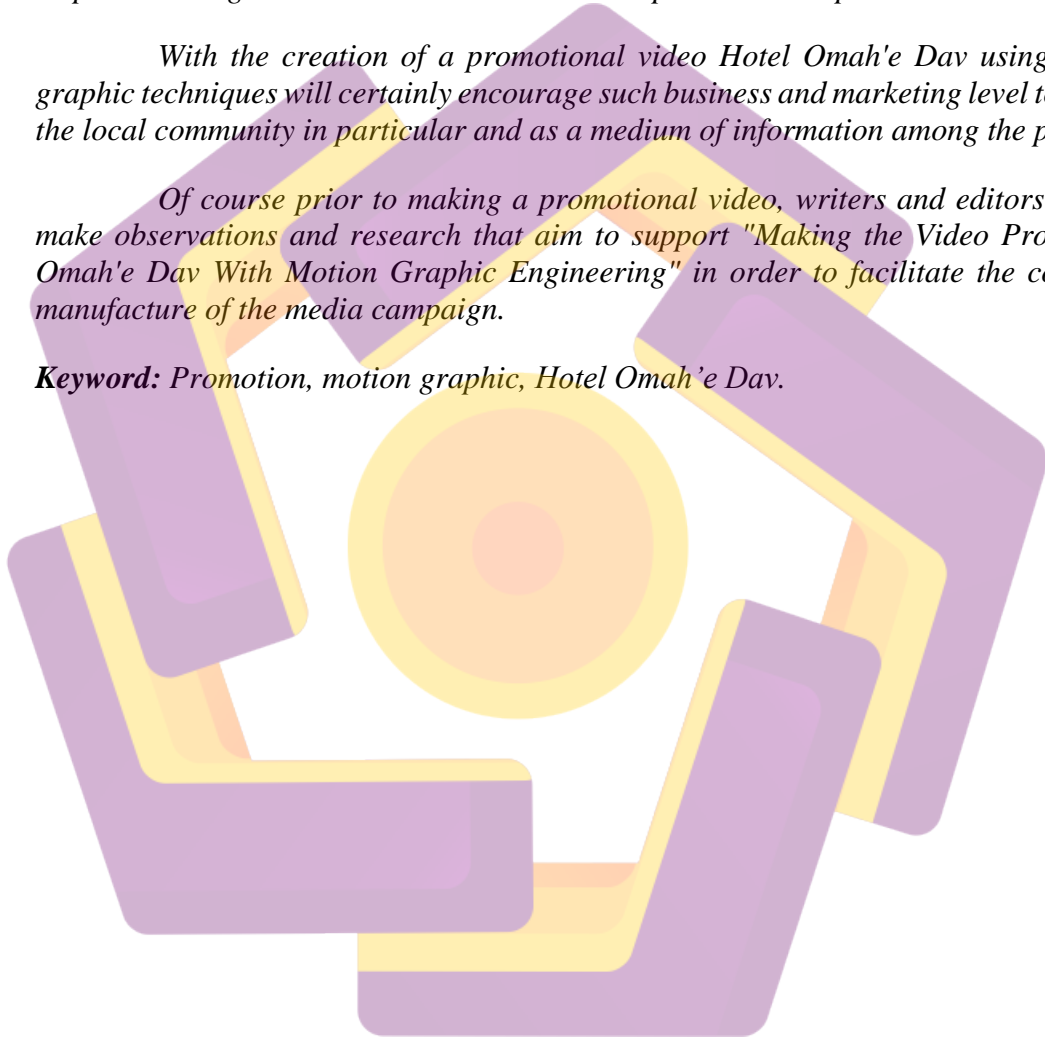 With the creation of a promotional video Hotel Omah'e Dav using
graphic techniques will certainly encourage such business and marketing level
the local community in particular and as a medium of information among the
Of course prior to making a promotional video, writers and editors
make observations and research that aim to support "Making the Video
Omah'e Dav With Motion Graphic Engineering" in order to facilitate the
manufacture of the media campaign.
Keyword: Promotion, motion graphic, Hotel Omah’e Dav.